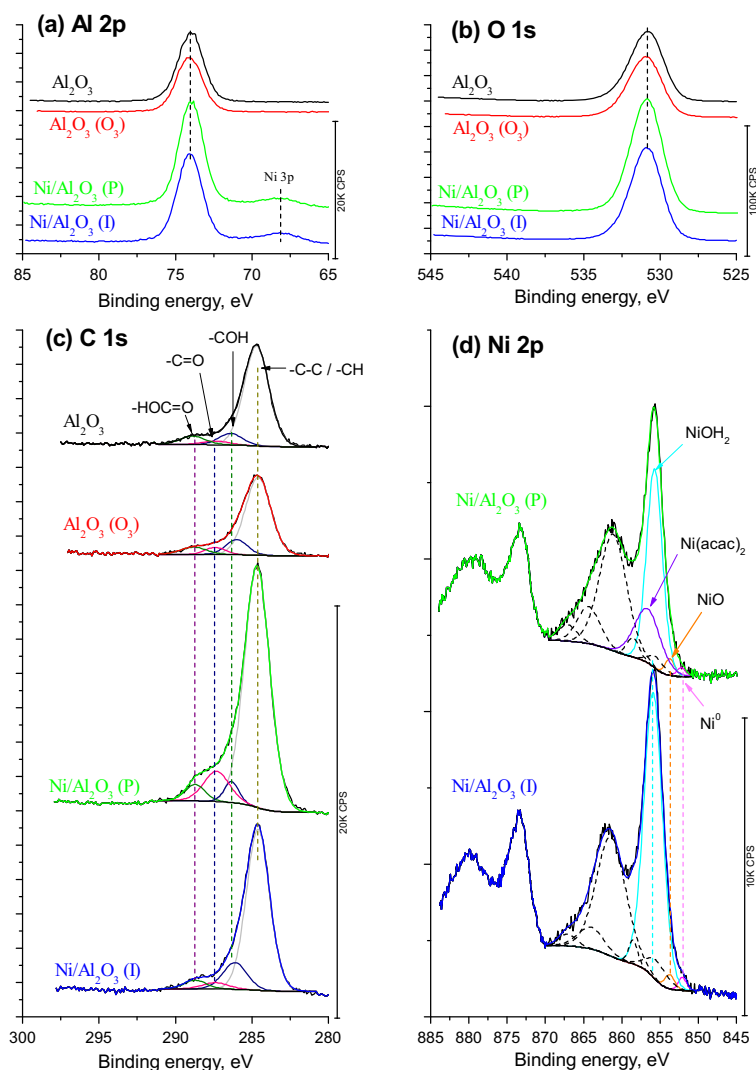 (a) Al 2p
Al₂O₃
Al₂O₃ (O₃)
Ni 3p
Ni/Al₂O₃ (P)
Ni/Al₂O₃ (I)
20K CPS
85 80 75 70 65
Binding energy, eV
(b) O 1s
Al₂O₃
Al₂O₃ (O₃)
Ni/Al₂O₃ (P)
Ni/Al₂O₃ (I)
100K CPS
545 540 535 530 525
Binding energy, eV
(c) C 1s
-COH
-C=O
-C-C / -CH
-HOC=O
Al₂O₃
Al₂O₃ (O₃)
Ni/Al₂O₃ (P)
20K CPS
Ni/Al₂O₃ (I)
300 295 290 285 280
Binding energy, eV
(d) Ni 2p
NiOH₂
Ni/Al₂O₃ (P)
Ni(acac)₂
NiO
Ni⁰
Ni/Al₂O₃ (I)
10K CPS
885 875 870 865 860 855 850 845
Binding energy, eV